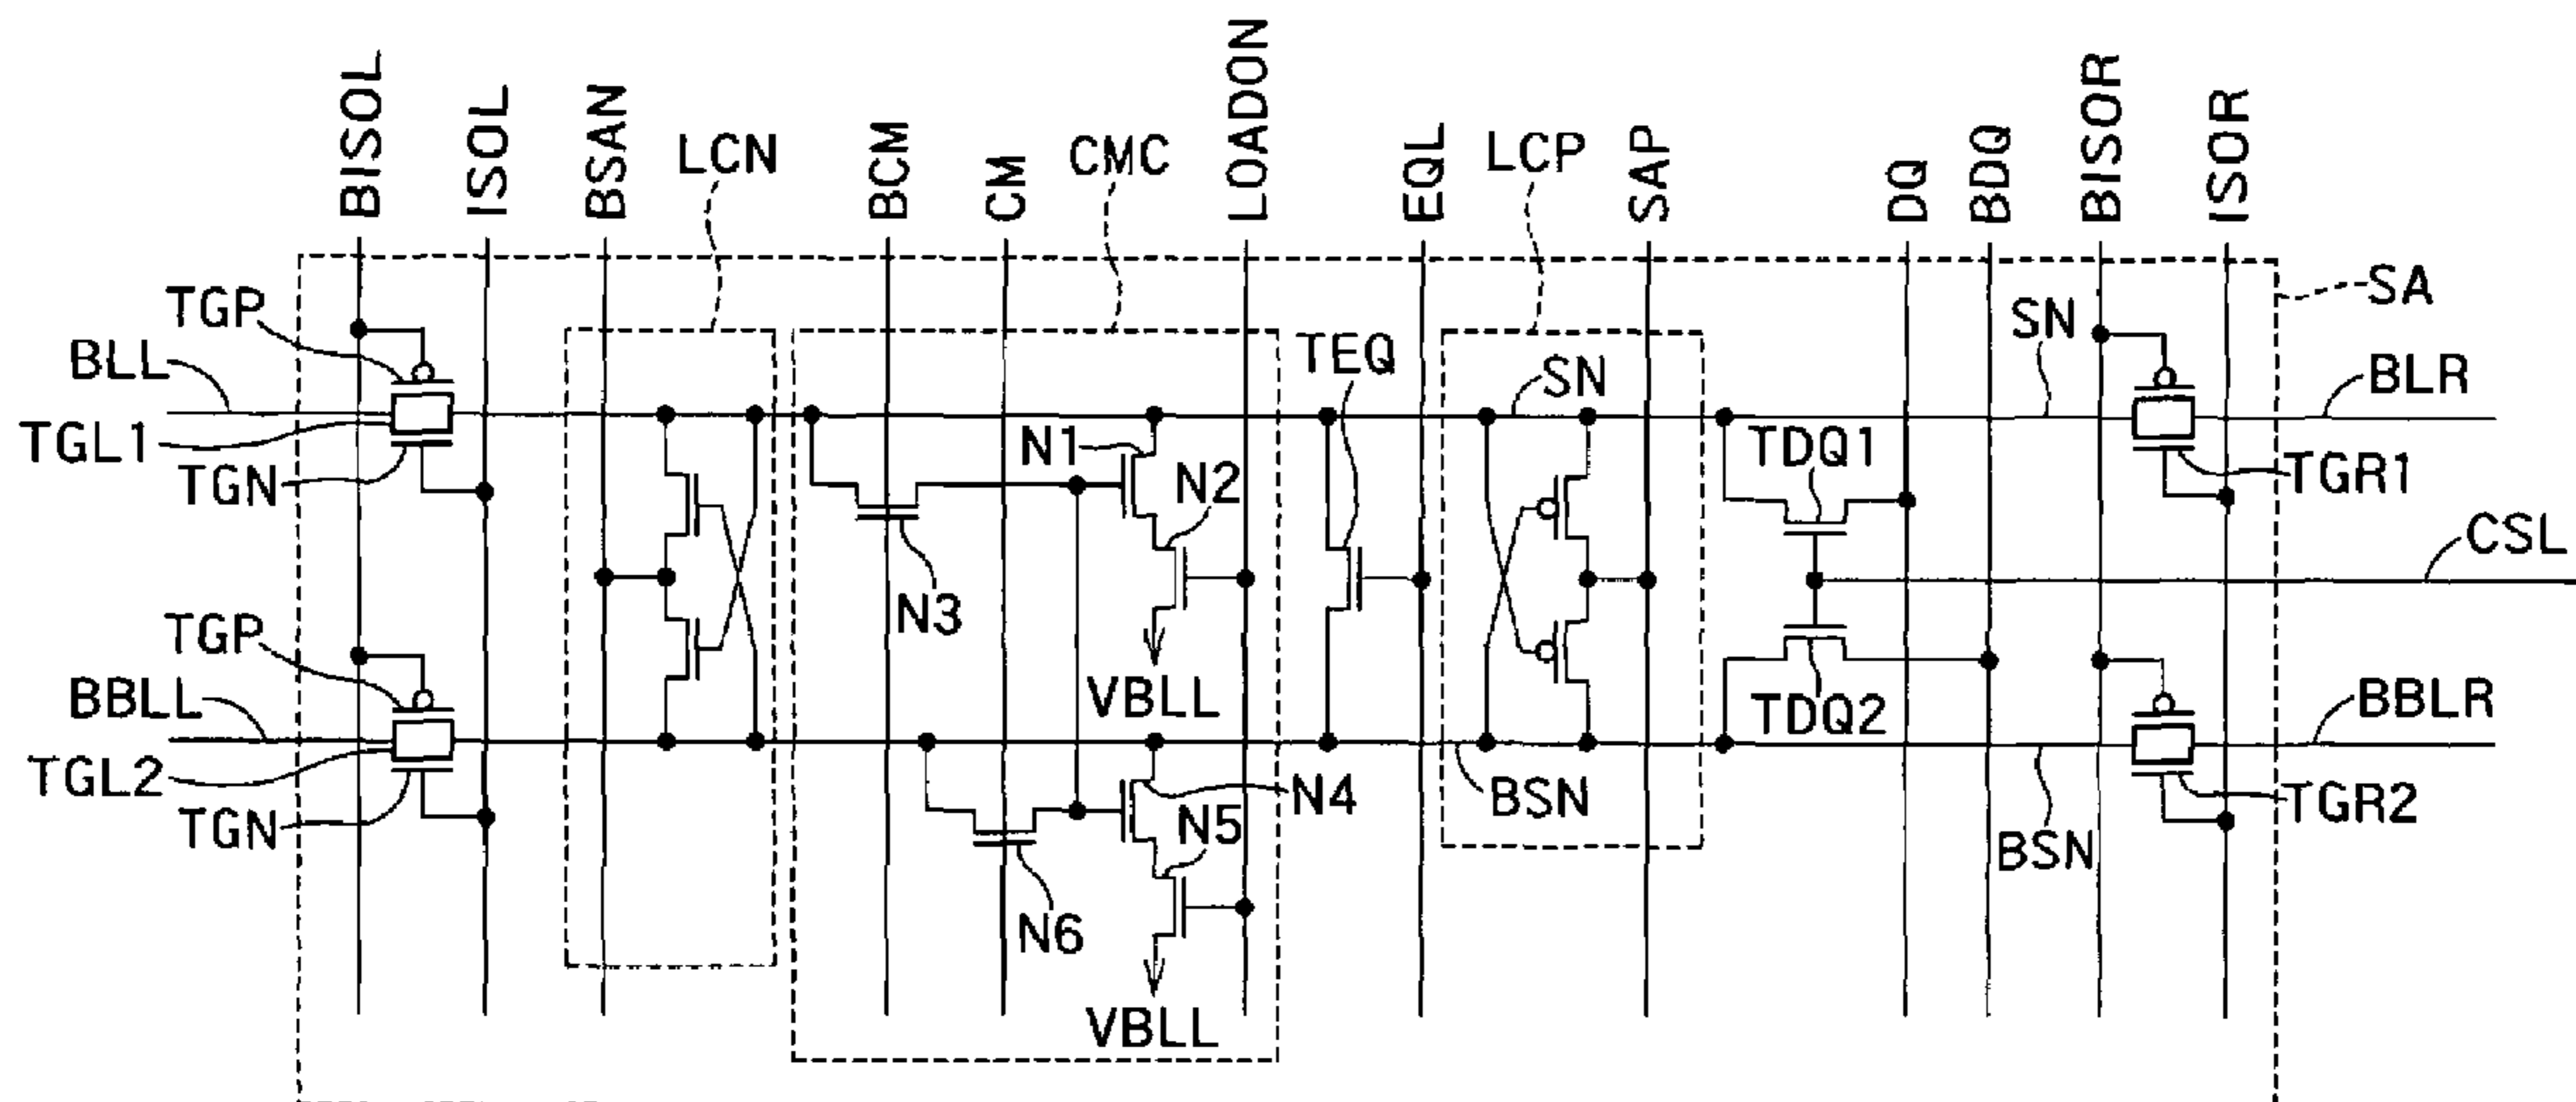 BISOL
ISOL
BSAN
LCN
BCM
CM
CMC
LOADON
EQL
LCP
SAP
DQ
BDQ
BISOR
ISOR
SA
TGP
BLL
TGL1
TGN
TEQ
SN
SN
BLR
N1
N2
TDQ1
TGR1
CSL
N3
TGP
BBLL
TGL2
TGN
VBLL
TDQ2
BBLR
N4
N5
BSN
BSN
TGR2
N6
VBLL